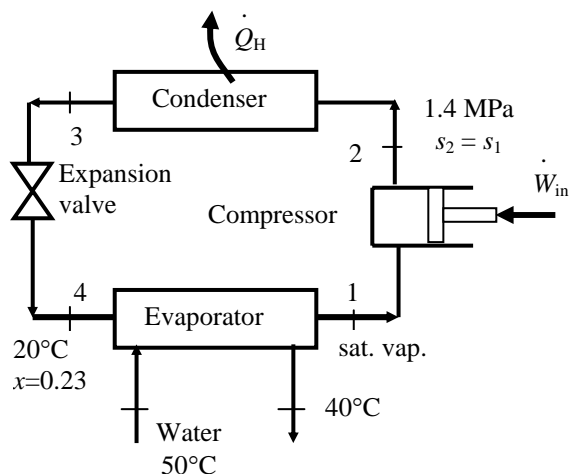 Q̇H
Condenser
1.4 MPa
s2 = s1
3
2
Expansion
valve
Ẇin
Compressor
4
1
Evaporator
20°C
x=0.23
sat. vap.
40°C
Water
50°C